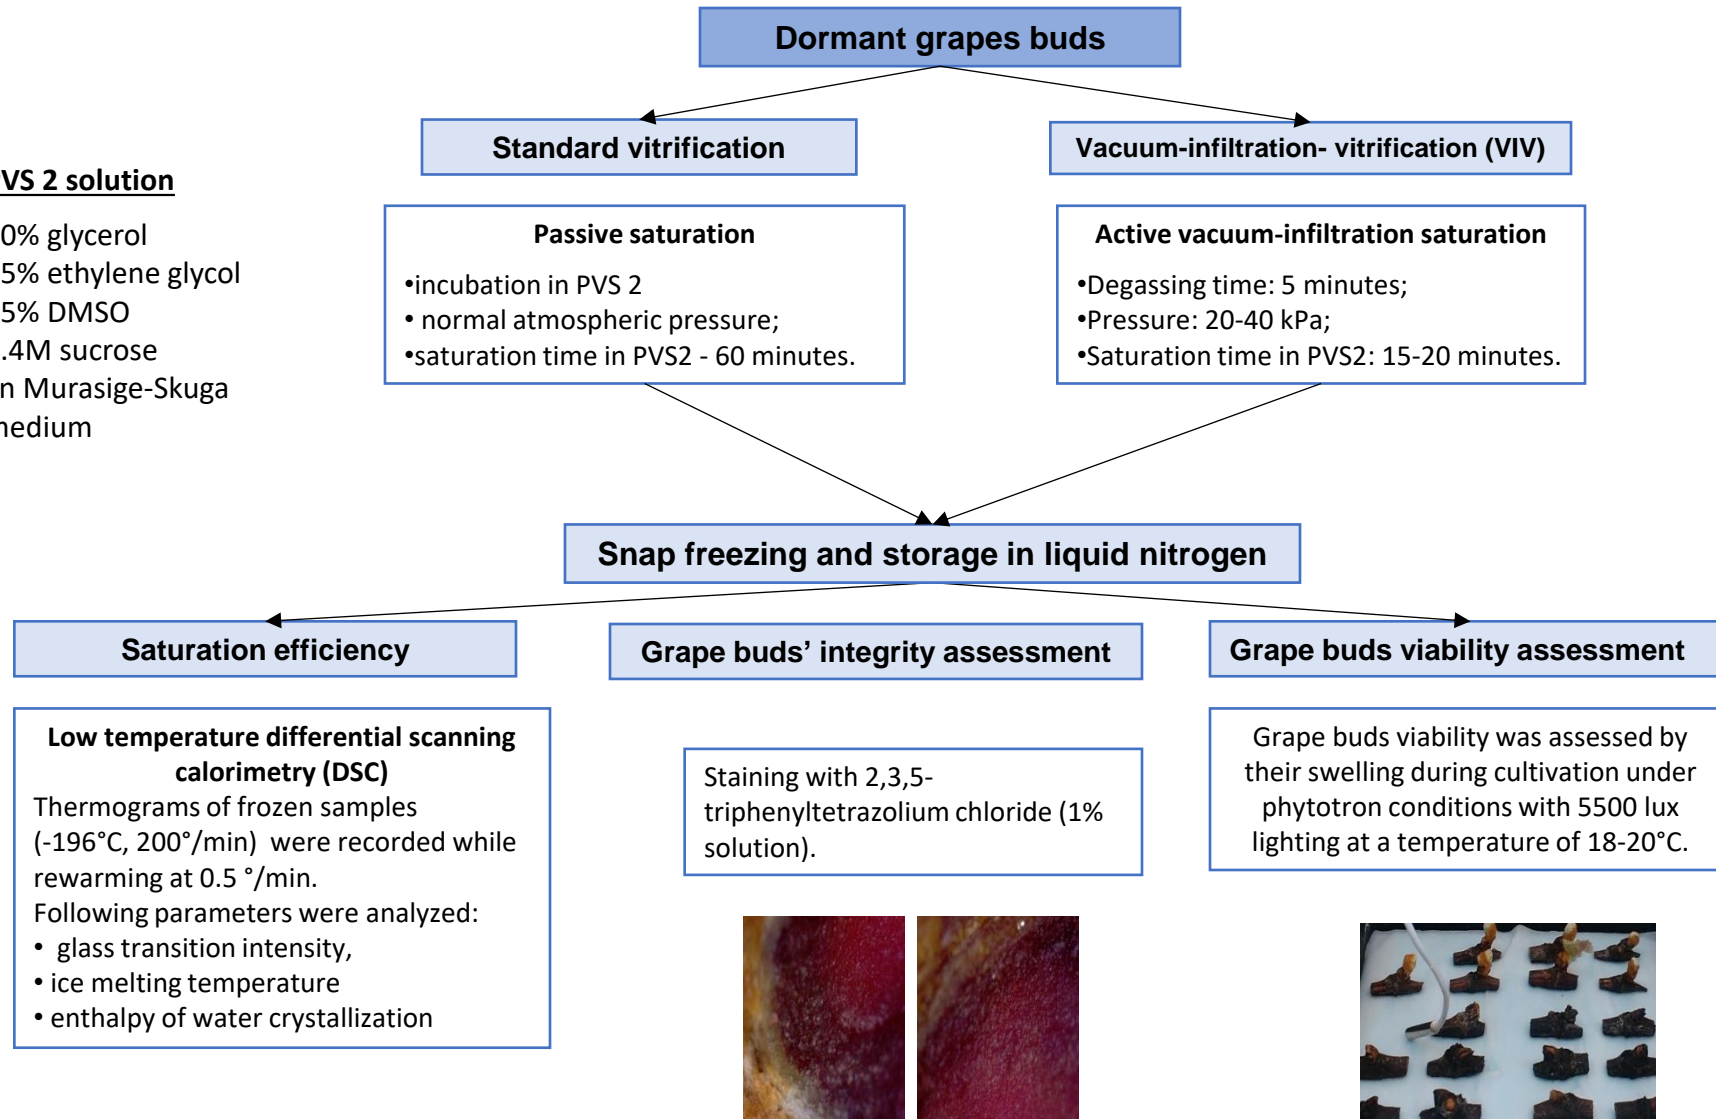 Dormant grapes buds
Standard vitrification
Vacuum-infiltration- vitrification (VIV)
VS 2 solution
0% glycerol
5% ethylene glycol
5% DMSO
.4M sucrose
n Murasige-Skuga
medium
Passive saturation
•incubation in PVS 2
• normal atmospheric pressure;
•saturation time in PVS2 - 60 minutes.
Active vacuum-infiltration saturation
•Degassing time: 5 minutes;
•Pressure: 20-40 kPa;
•Saturation time in PVS2: 15-20 minutes.
Snap freezing and storage in liquid nitrogen
Saturation efficiency
Low temperature differential scanning
calorimetry (DSC)
Thermograms of frozen samples
(-196°C, 200°/min) were recorded while
rewarming at 0.5 °/min.
Following parameters were analyzed:
• glass transition intensity,
• ice melting temperature
• enthalpy of water crystallization
Grape buds’ integrity assessment
Staining with 2,3,5-
triphenyltetrazolium chloride (1%
solution).
Grape buds viability assessment
Grape buds viability was assessed by
their swelling during cultivation under
phytotron conditions with 5500 lux
lighting at a temperature of 18-20°C.